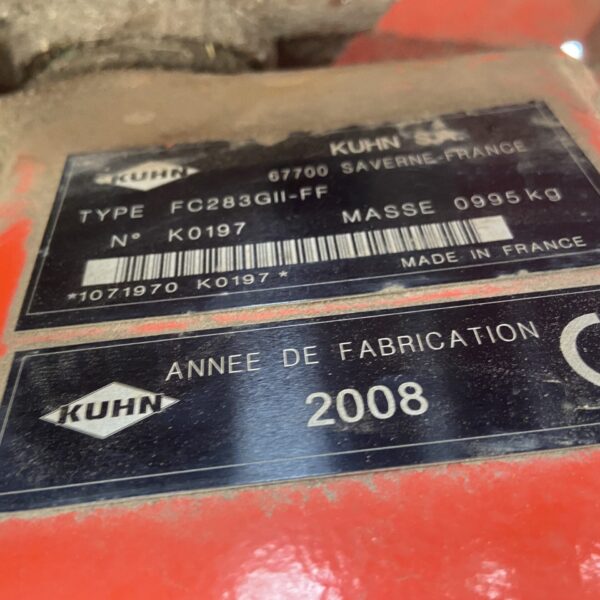 KUHN S.A.
KUHN
67700 SAVERNE-FRANCE
TYPE FC283GII-FF
MASSE 0995 kg
N° K0197
*1071970 K0197*
MADE IN FRANCE
ANNEE DE FABRICATION
KUHN
2008